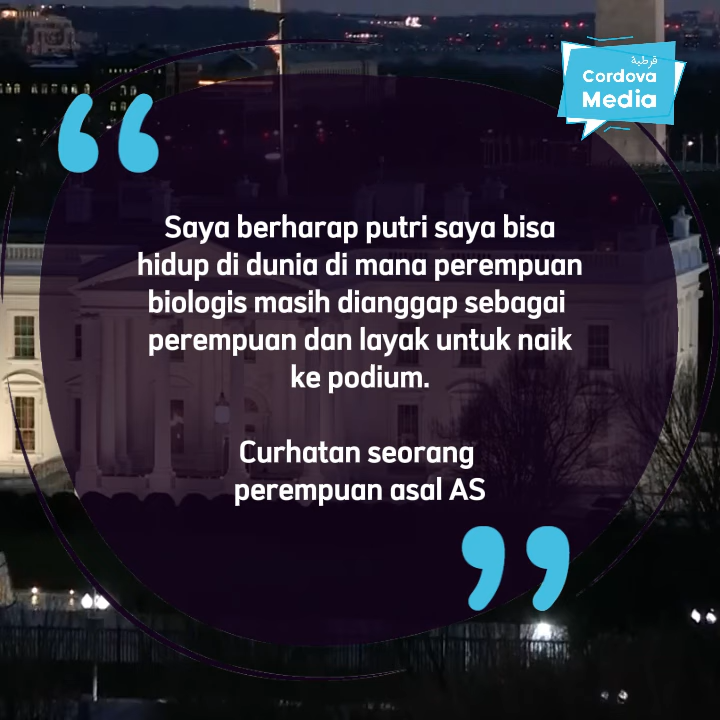 قرطبة
Cordova
Media
Saya berharap putri saya bisa
hidup di dunia di mana perempuan
biologis masih dianggap sebagai
perempuan dan layak untuk naik
ke podium.
Curhatan seorang
perempuan asal AS